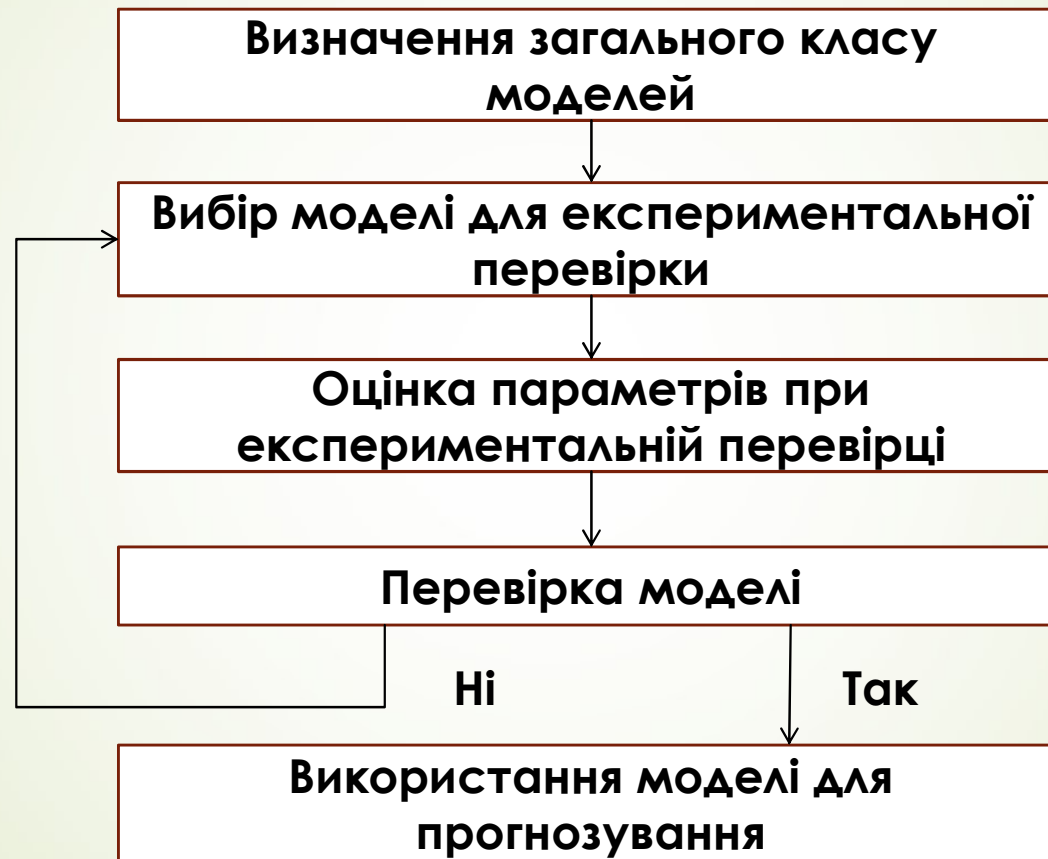 Визначення загального класу
моделей
Вибір моделі для експериментальної
перевірки
Оцінка параметрів при
експериментальній перевірці
Перевірка моделі
Ні
Так
Використання моделі для
прогнозування